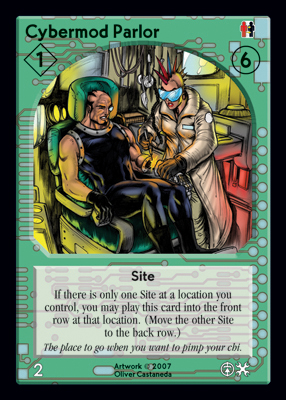 Cybermod Parlor
1
6
Site
If there is only one Site at a location you
control, you may play this card into the front
row at that location. (Move the other Site
to the back row.)
The place to go when you want to pimp your chi.
Artwork © 2007
Oliver Castaneda
2